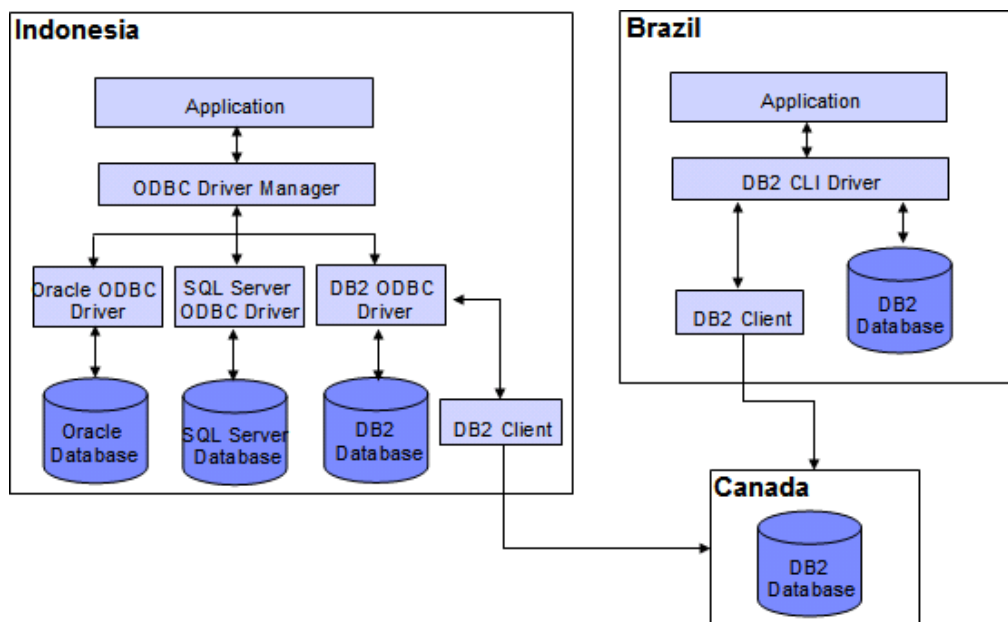 Indonesia
Application
ODBC Driver Manager
Oracle ODBC
Driver
SQL Server
ODBC Driver
DB2 ODBC
Driver
Oracle
Database
SQL Server
Database
DB2
Database
DB2 Client
Brazil
Application
DB2 CLI Driver
DB2 Client
DB2
Database
Canada
DB2
Database